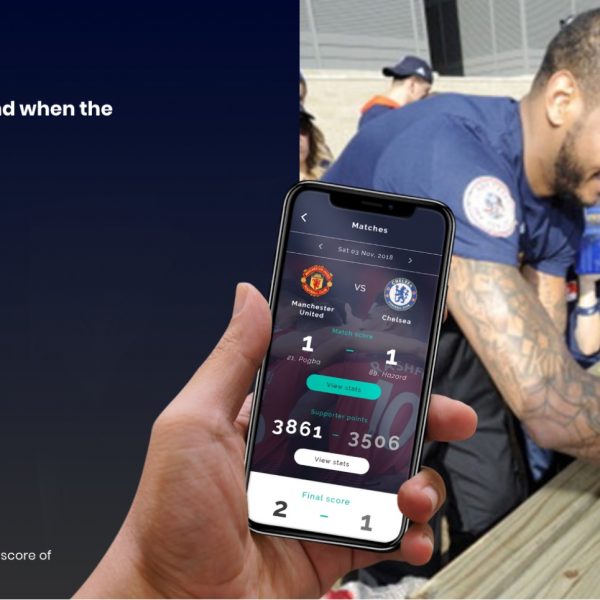 nd when the
Matches
Sat 03 Nov, 2018
VS
Manchester
United
Chelsea
Match score
1 – 1
21. Pogba
88. Hazard
View stats
Supporter points
3861 – 3506
View stats
Final score
2 – 1
score of